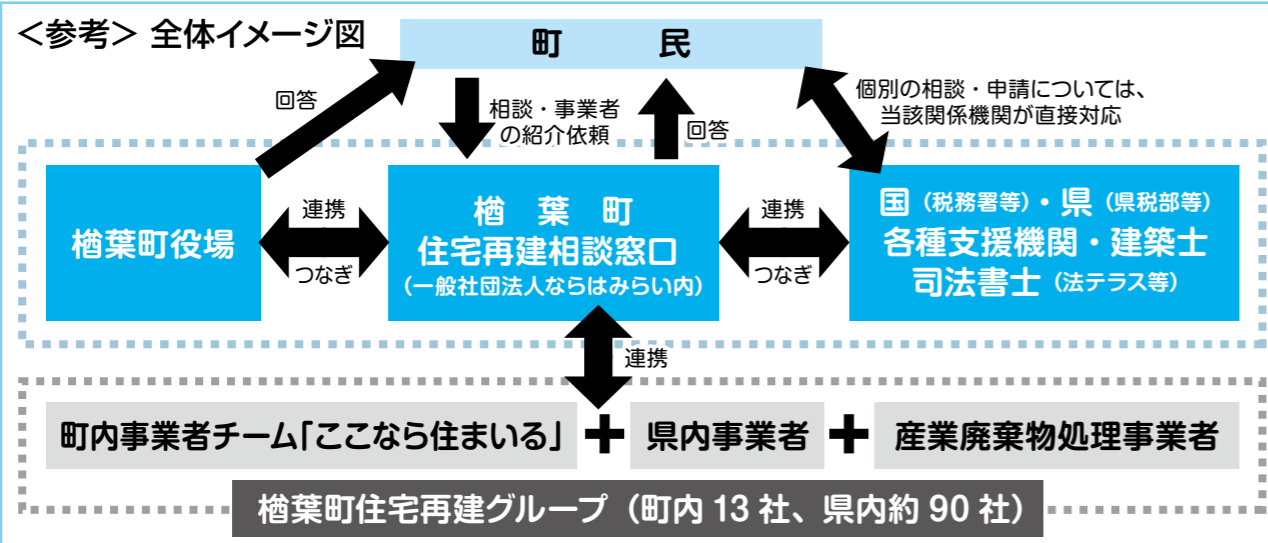 ＜参考＞ 全体イメージ図
町　民
回答
相談・事業者
の紹介依頼
回答
個別の相談・申請については、
当該関係機関が直接対応
楢葉町役場
連携
つなぎ
楢　葉　町
住宅再建相談窓口
（一般社団法人ならはみらい内）
連携
つなぎ
国（税務署等）・県（県税部等）
各種支援機関・建築士
司法書士（法テラス等）
連携
町内事業者チーム「ここなら住まいる」＋県内事業者＋産業廃棄物処理事業者
楢葉町住宅再建グループ（町内 13 社、県内約 90 社）